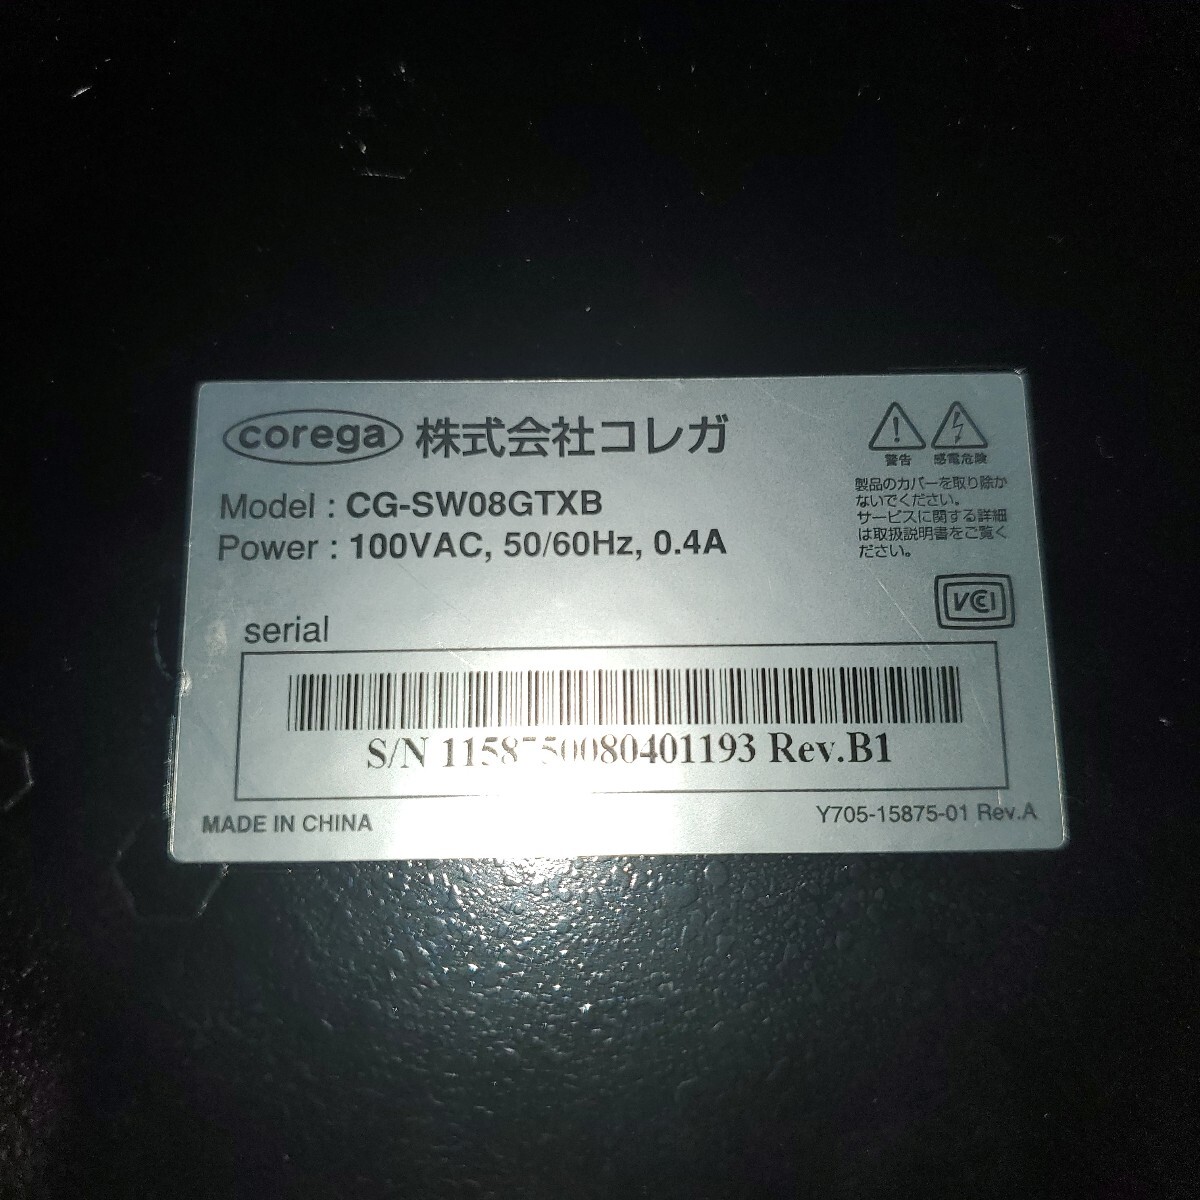 corega 株式会社コレガ
Model : CG-SW08GTXB
Power : 100VAC, 50/60Hz, 0.4A
警告 感電危険
製品のカバーを取り除か
ないでください。
サービスに関する詳細
は取扱説明書をご覧く
ださい。
VCCI
serial
S/N Rev.B1
MADE IN CHINA
Y705-15875-01 Rev.A